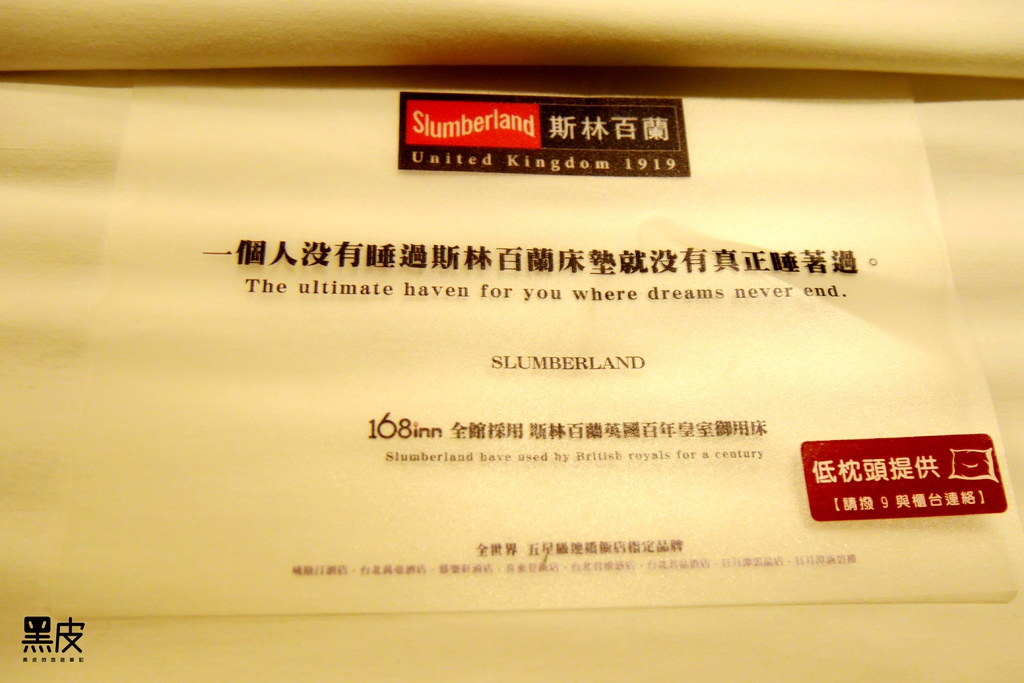 Slumberland 斯林百蘭
United Kingdom 1919
一個人没有睡過斯林百蘭床墊就没有真正睡著過。
The ultimate haven for you where dreams never end.
SLUMBERLAND
168inn 全館採用 斯林百蘭英國百年皇室御用床
Slumberland have used by British royals for a century
低枕頭提供
【請撥 9 與櫃台連絡】
全世界 五星級連鎖飯店指定品牌
黑皮